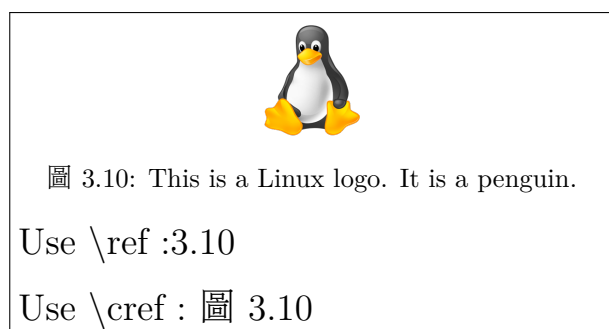 圖 3.10: This is a Linux logo. It is a penguin.
Use \ref :3.10
Use \cref : 圖 3.10